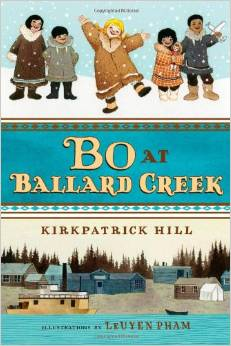 BO AT
BALLARD CREEK
KIRKPATRICK HILL
ILLUSTRATIONS BY LEUYEN PHAM